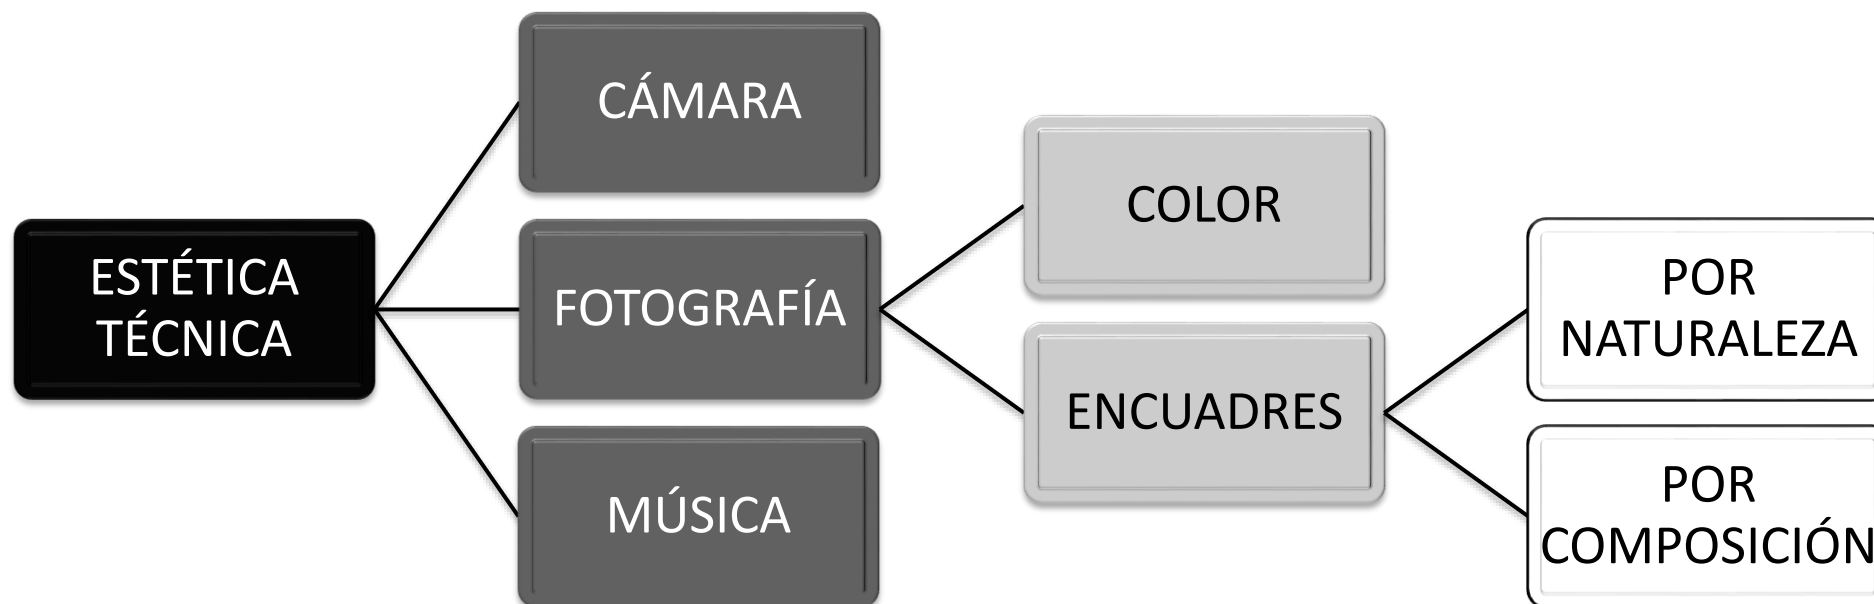 ESTÉTICA
TÉCNICA
CÁMARA
FOTOGRAFÍA
MÚSICA
COLOR
ENCUADRES
POR
NATURALEZA
POR
COMPOSICIÓN